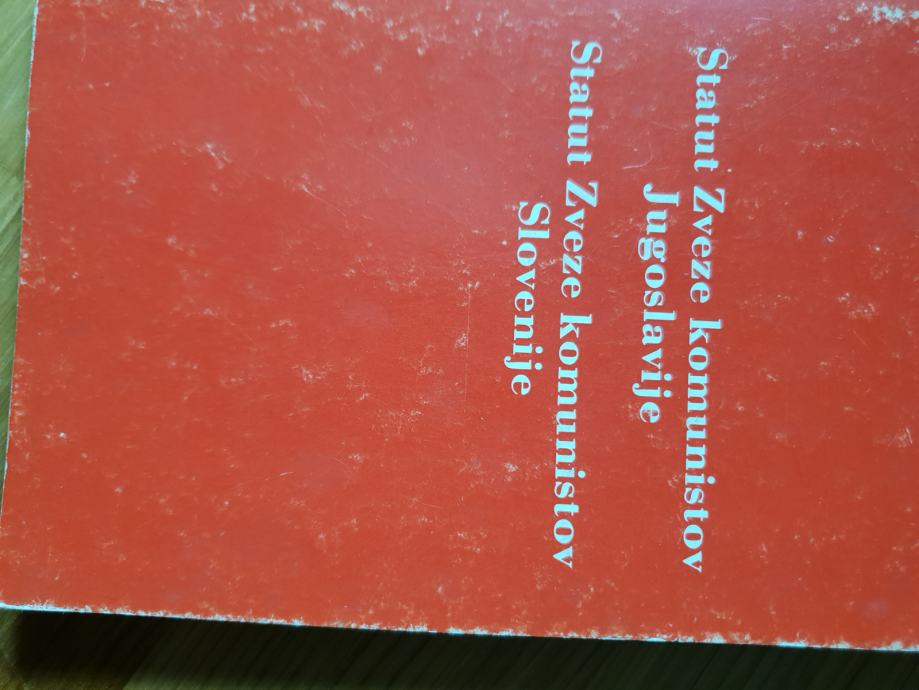 Statut Zveze komunistov
Jugoslavije
Statut Zveze komunistov
Slovenije